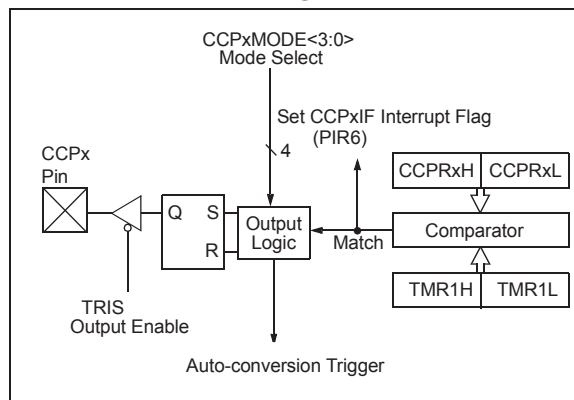 CCPxMODE<3:0>
Mode Select
Set CCPxIF Interrupt Flag
(PIR6)
4
CCPx
Pin
CCPRxH CCPRxL
Q S
R
Output
Logic
Match
Comparator
TMR1H TMR1L
TRIS
Output Enable
Auto-conversion Trigger